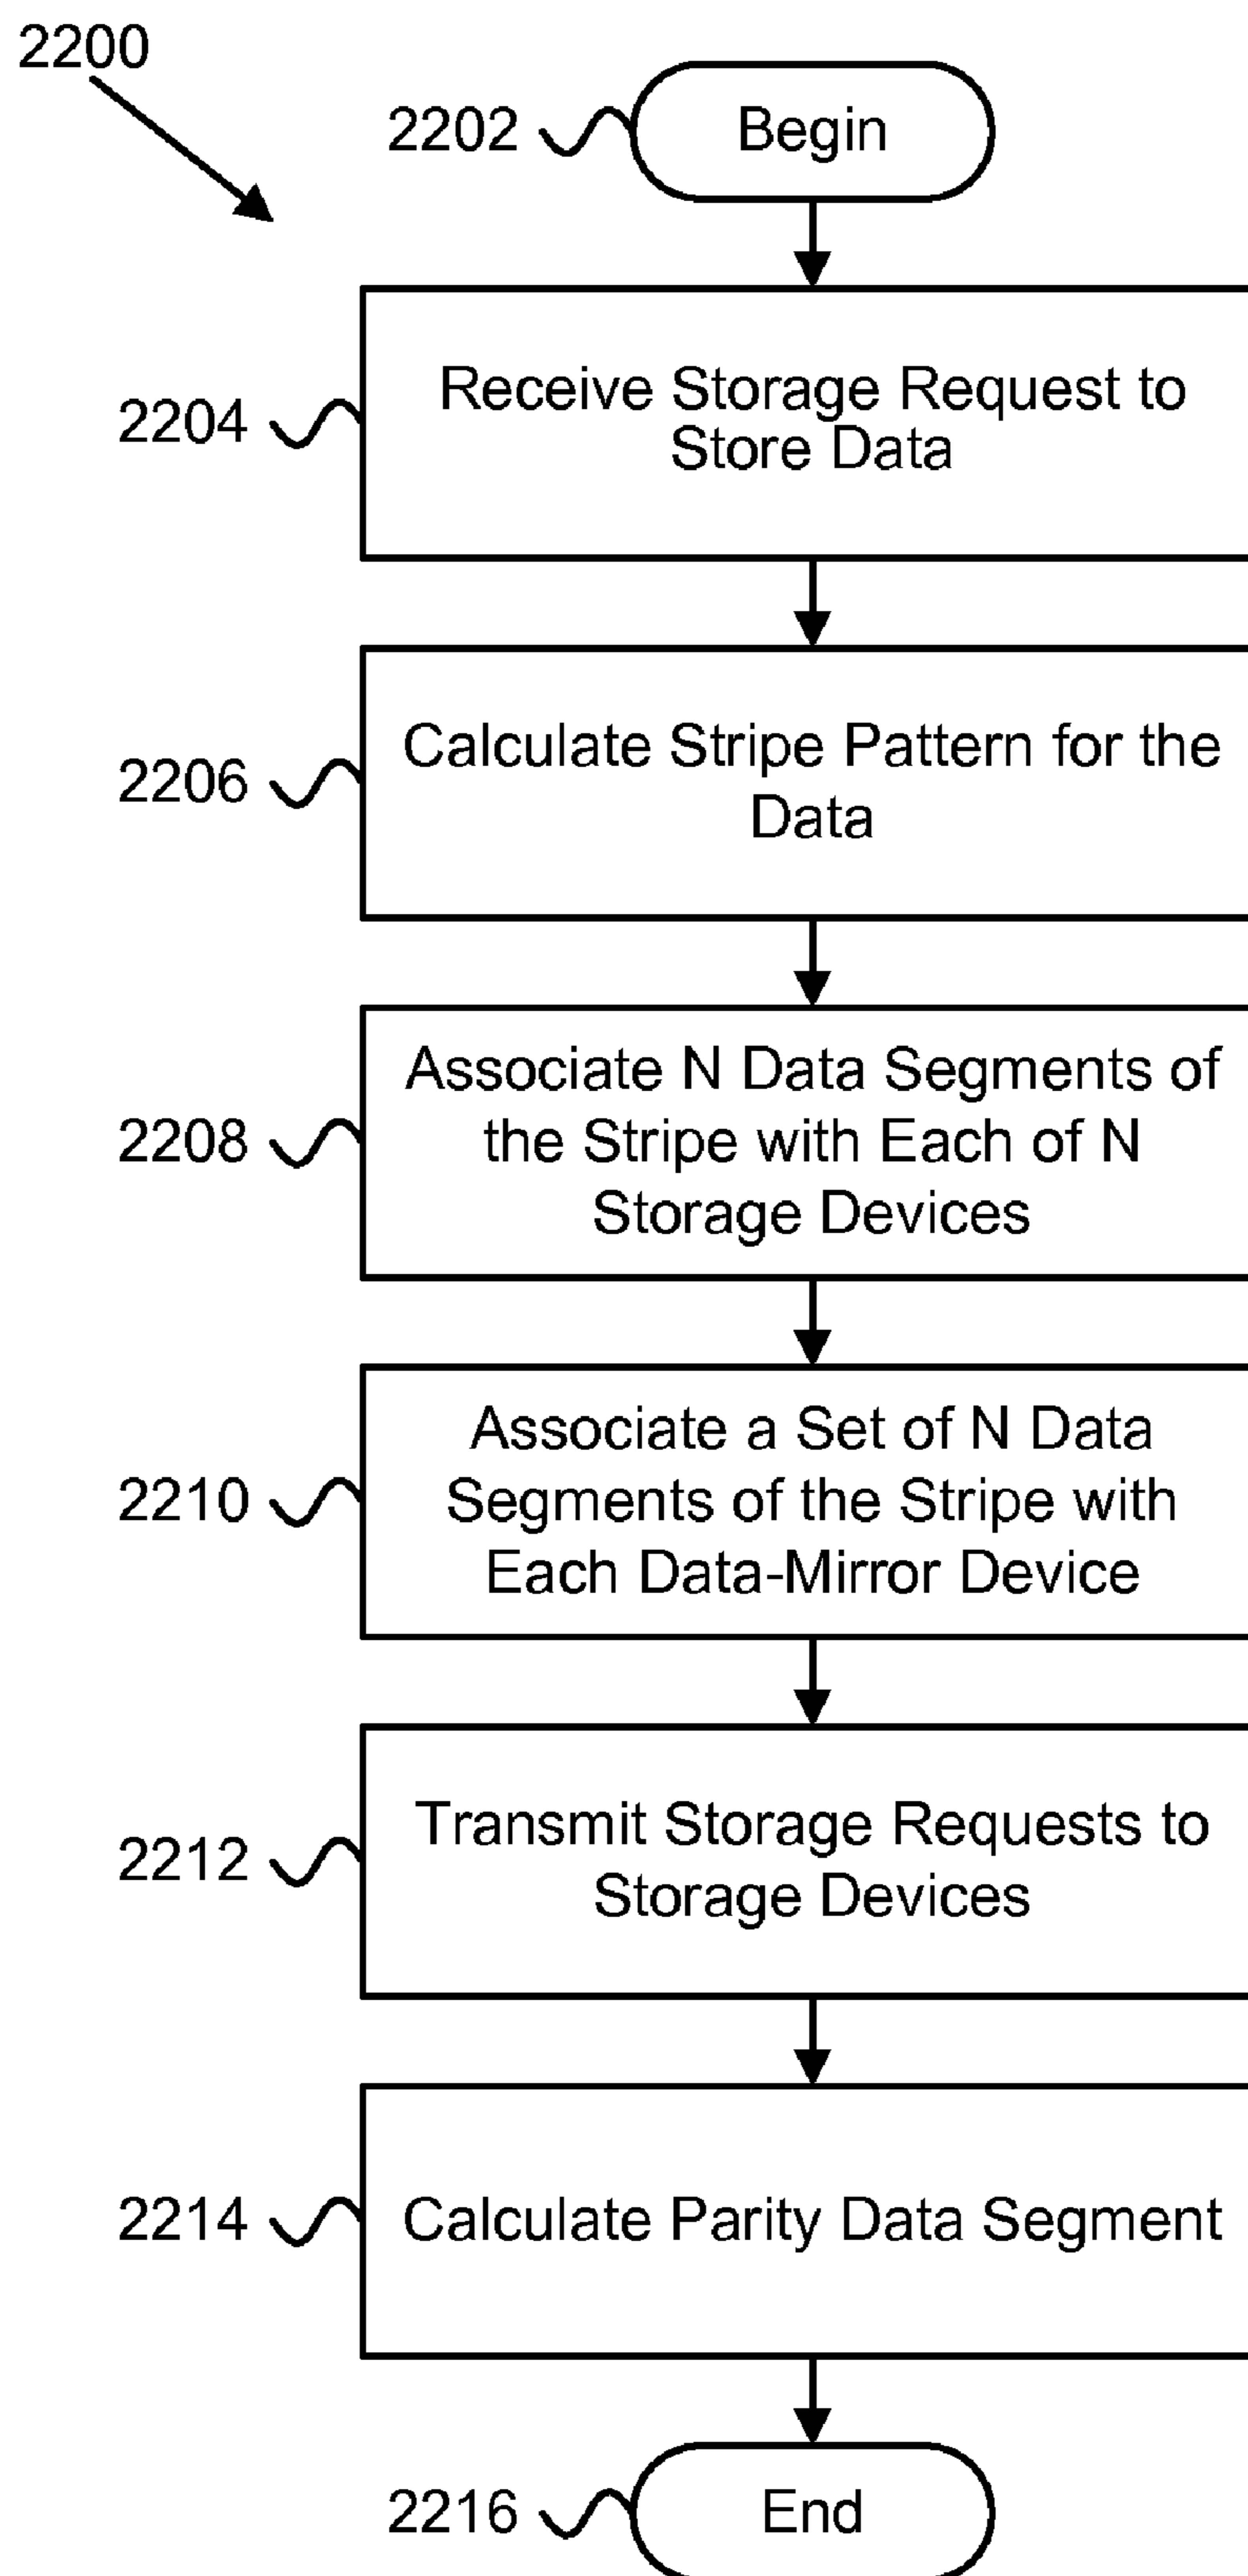 2200
2202
Begin
2204
Receive Storage Request to
Store Data
2206
Calculate Stripe Pattern for the
Data
2208
Associate N Data Segments of
the Stripe with Each of N
Storage Devices
2210
Associate a Set of N Data
Segments of the Stripe with
Each Data-Mirror Device
2212
Transmit Storage Requests to
Storage Devices
2214
Calculate Parity Data Segment
2216
End